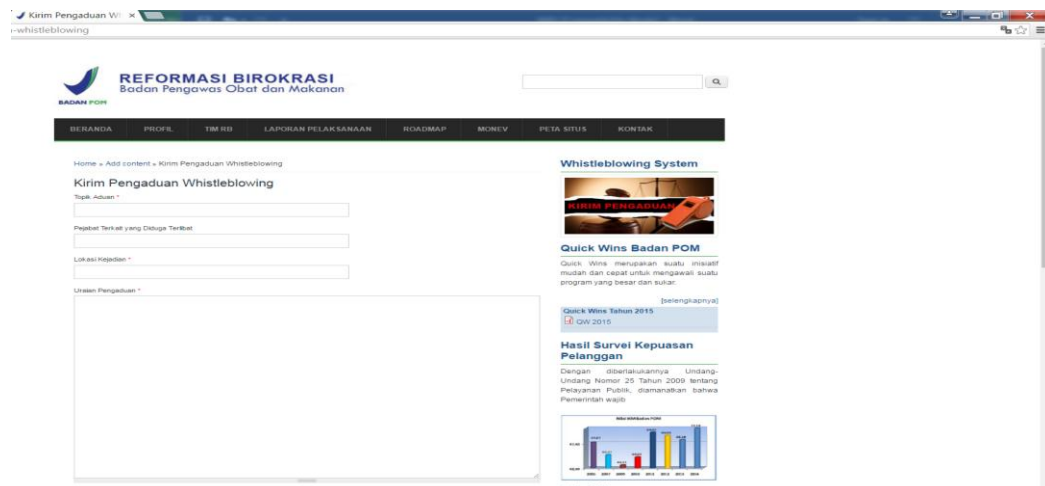 Kirim Pengaduan Wh
-whistleblowing
REFORMASI BIROKRASI
Badan Pengawas Obat dan Makanan
BADAN POM
BERANDA PROFIL TIM RB LAPORAN PELAKSANAAN ROADMAP MONEV PETA SITUS KONTAK
Home » Add content » Kirim Pengaduan Whistleblowing
Kirim Pengaduan Whistleblowing
Topik Aduan *
Pejabat Terkait yang Diduga Terlibat
Lokasi Kejadian *
Uraian Pengaduan *
Whistleblowing System
KIRIM PENGADUAN
Quick Wins Badan POM
Quick Wins merupakan suatu inisiatif
mudah dan cepat untuk mengawali suatu
program yang besar dan sukar.
[selengkapnya]
Quick Wins Tahun 2015
QW 2015
Hasil Survei Kepuasan
Pelanggan
Dengan diberlakukannya Undang-
Undang Nomor 25 Tahun 2009 tentang
Pelayanan Publik, diamanatkan bahwa
Pemerintah wajib